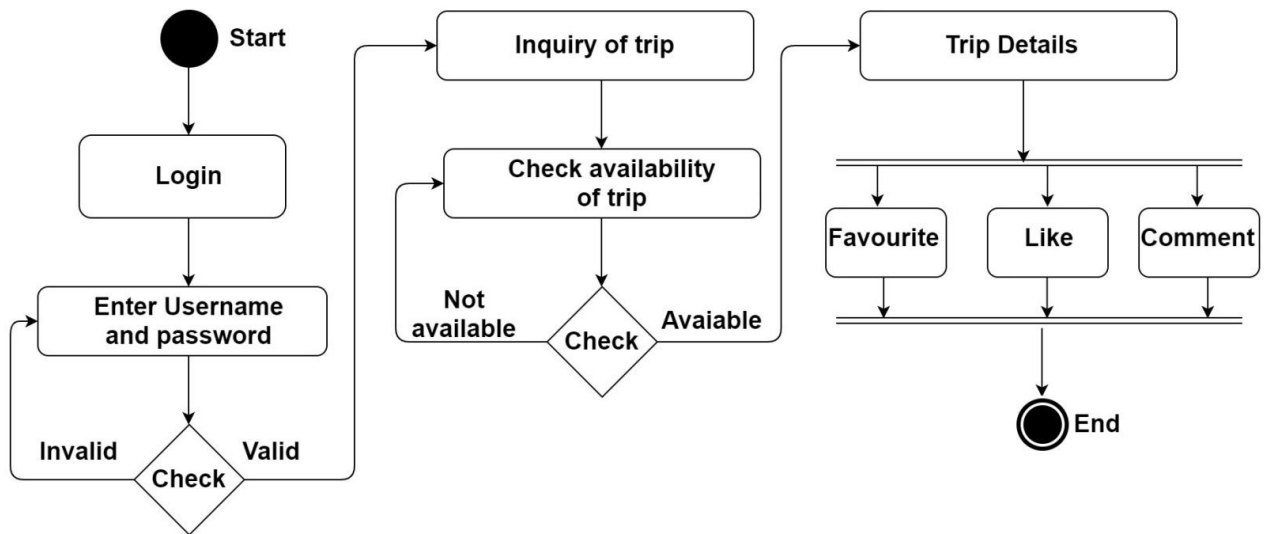 Start
Login
Enter Username
and password
Invalid
Valid
Check
Inquiry of trip
Check availability
of trip
Not
available
Avaiable
Check
Trip Details
Favourite
Like
Comment
End